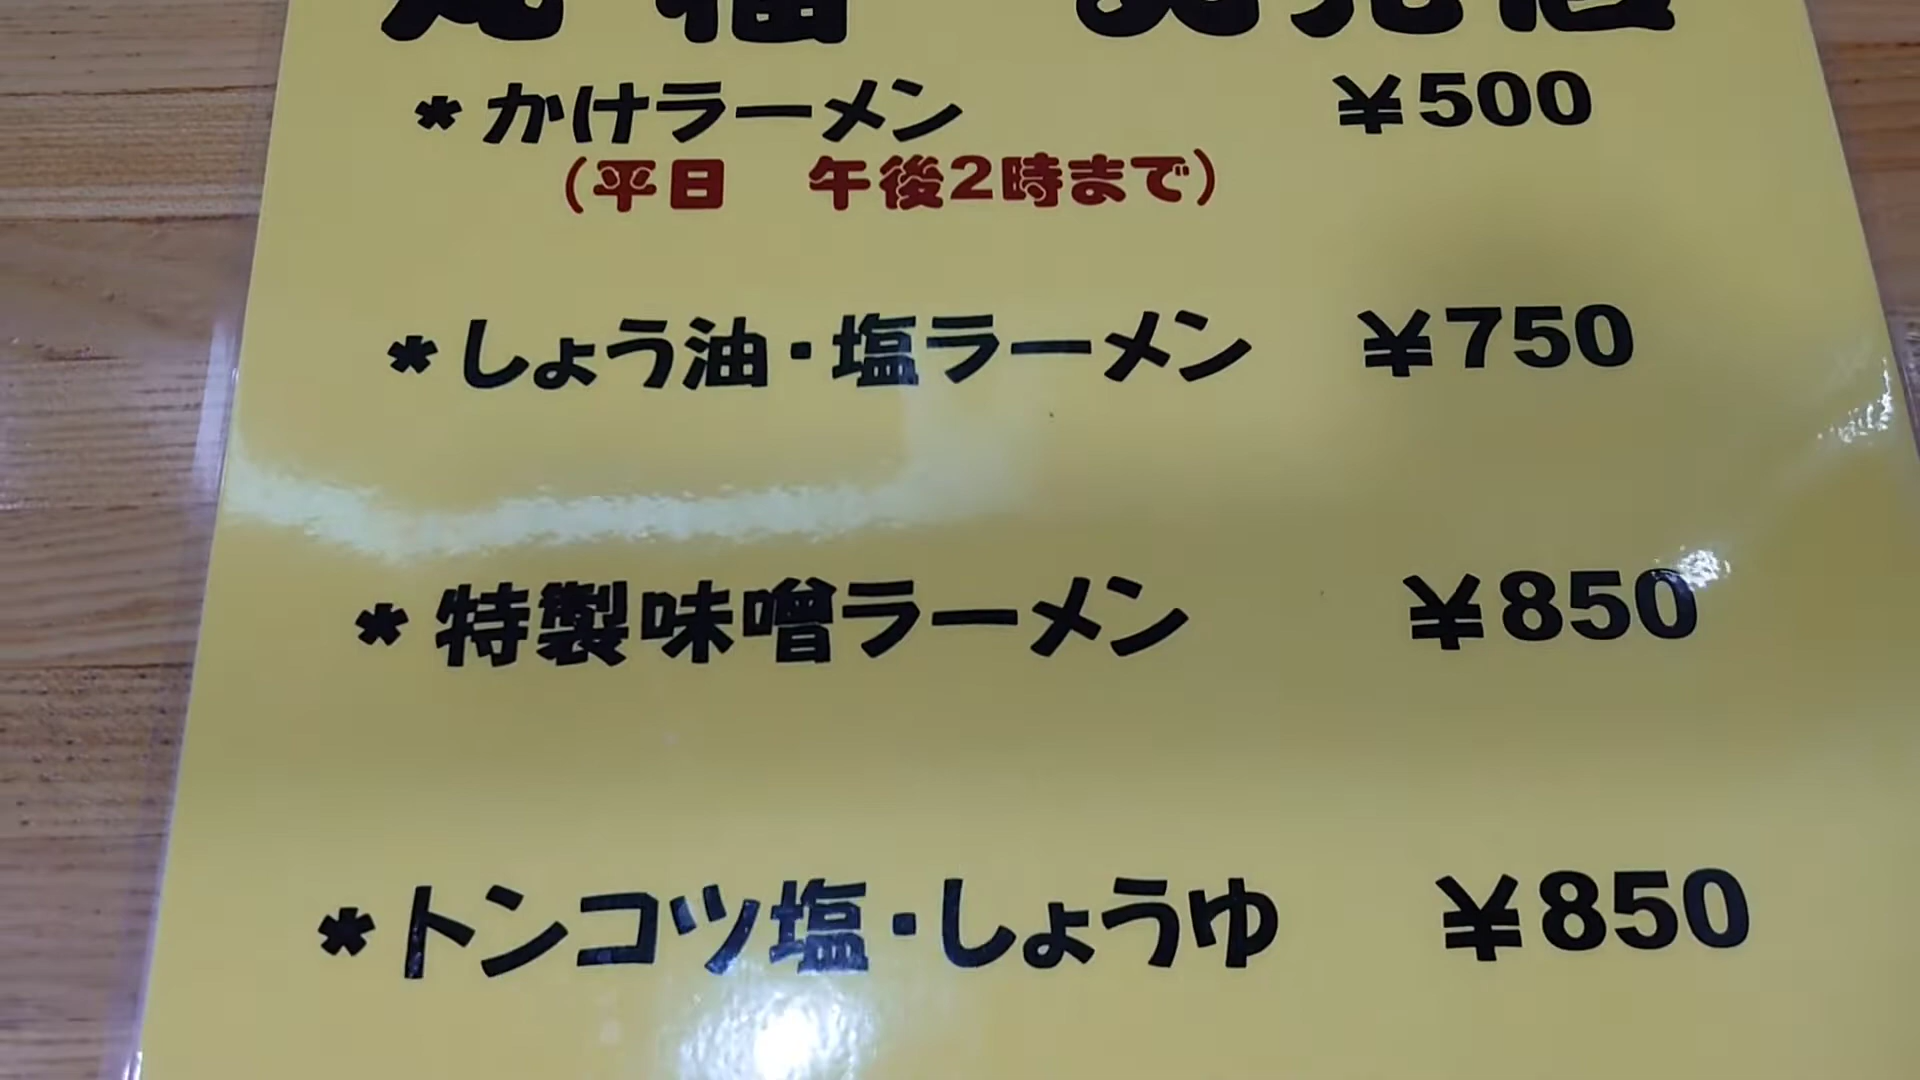 *かけラーメン ¥500
(平日 午後2時まで)
*しょう油・塩ラーメン ¥750
*特製味噌ラーメン ¥850
*トンコツ塩・しょうゆ ¥850